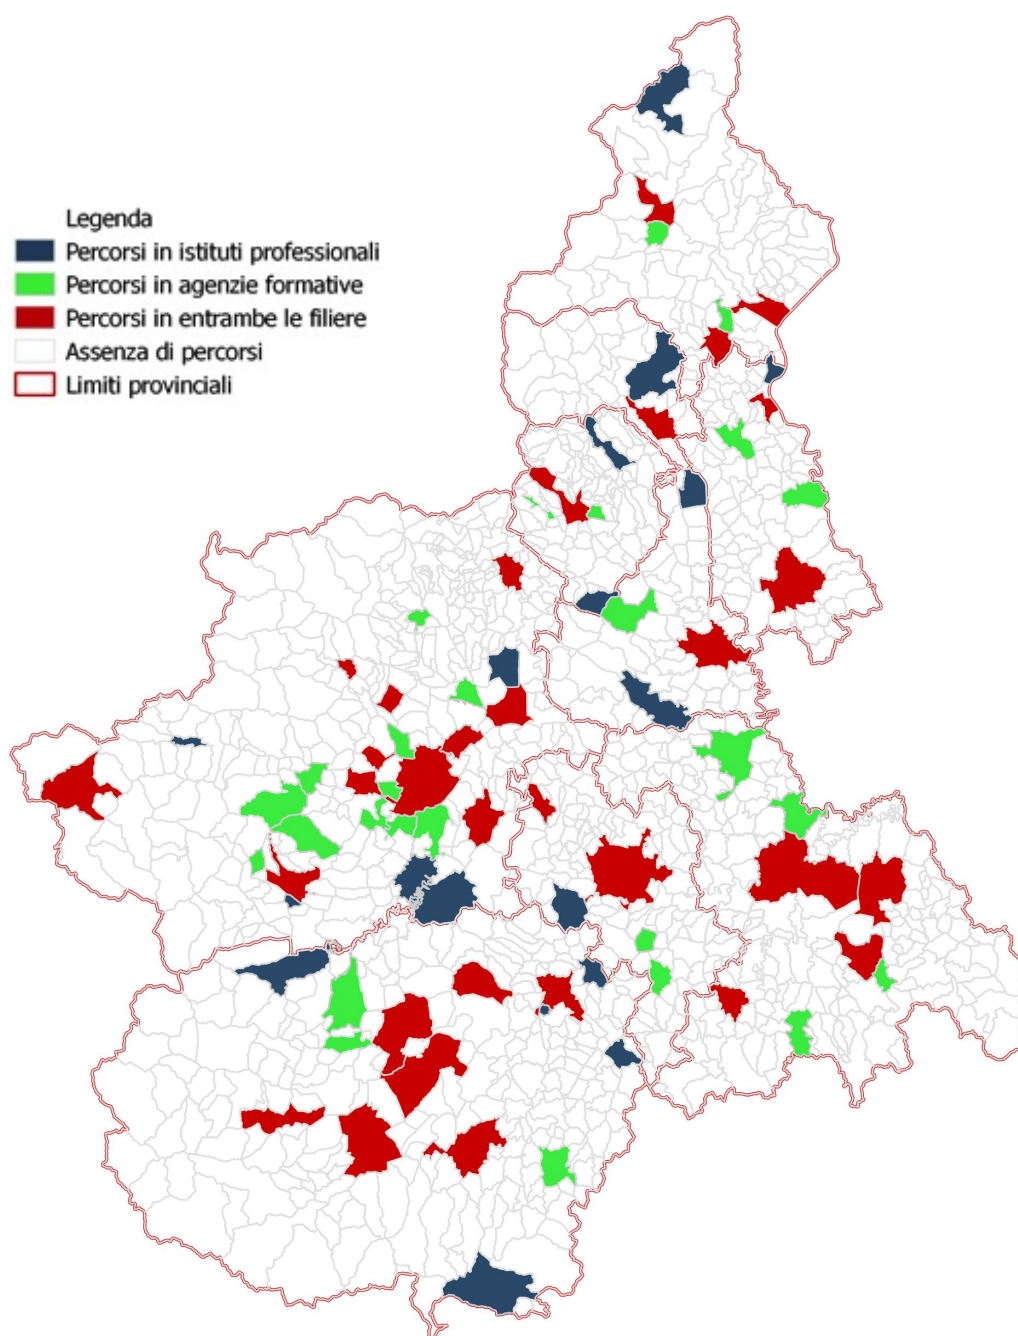 Legenda
Percorsi in istituti professionali
Percorsi in agenzie formative
Percorsi in entrambe le filiere
Assenza di percorsi
Limiti provinciali